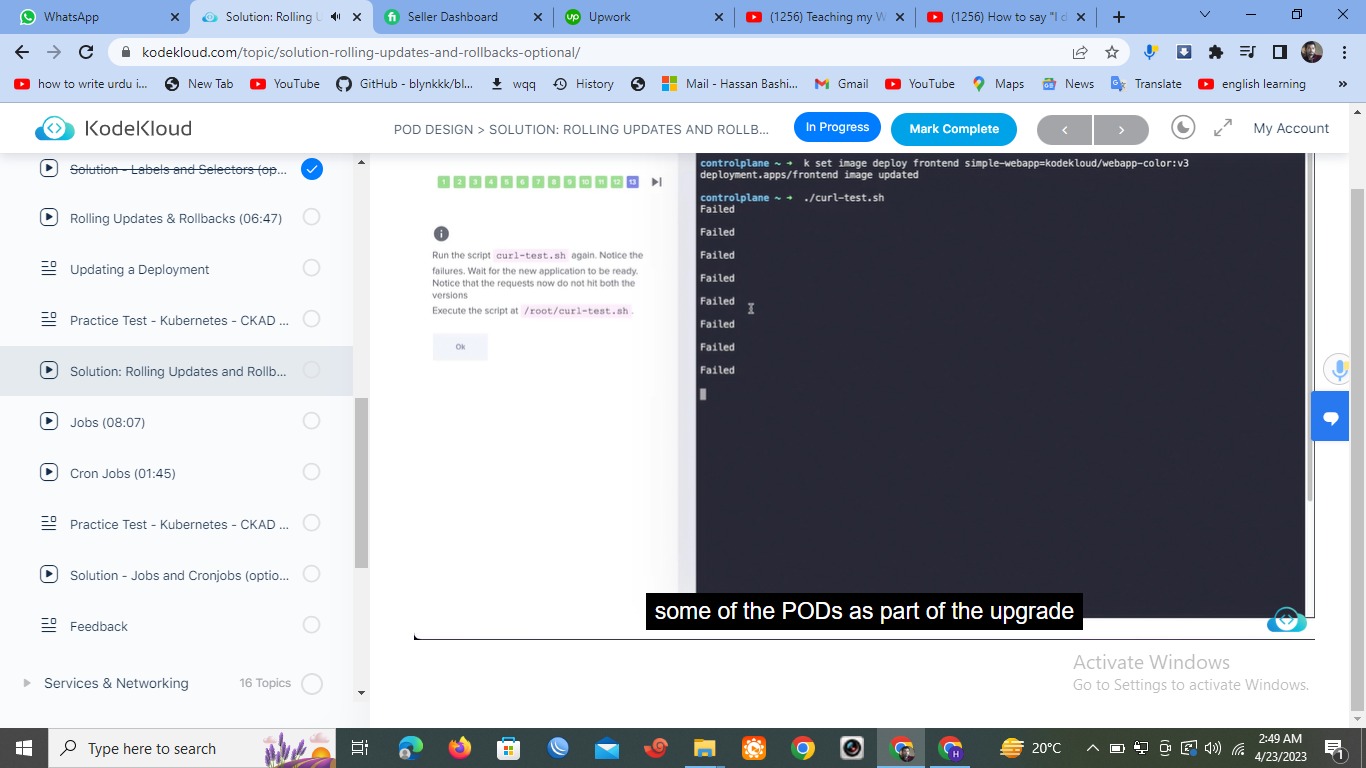 WhatsApp
Solution: Rolling U
Seller Dashboard
Upwork
(1256) Teaching my W
(1256) How to say "I d
kodekloud.com/topic/solution-rolling-updates-and-rollbacks-optional/
how to write urdu i...
New Tab
YouTube
GitHub - blynkkk/bl...
wqq
History
Mail - Hassan Bashi...
Gmail
YouTube
Maps
News
Translate
english learning
»
KodeKloud
POD DESIGN > SOLUTION: ROLLING UPDATES AND ROLLB...
In Progress
Mark Complete
<
>
My Account
Solution - Labels and Selectors (op...
Rolling Updates & Rollbacks (06:47)
Updating a Deployment
Practice Test - Kubernetes - CKAD ...
Solution: Rolling Updates and Rollb...
Jobs (08:07)
Cron Jobs (01:45)
Practice Test - Kubernetes - CKAD ...
Solution - Jobs and Cronjobs (optio...
Feedback
Services & Networking
16 Topics
1 2 3 4 5 6 7 8 9 10 11 12 13
Run the script curl-test.sh again. Notice the
failures. Wait for the new application to be ready.
Notice that the requests now do not hit both the
versions
Execute the script at /root/curl-test.sh.
Ok
controlplane ~ ➜ k set image deploy frontend simple-webapp=kodekloud/webapp-color:v3
deployment.apps/frontend image updated
controlplane ~ ➜ ./curl-test.sh
Failed
Failed
Failed
Failed
Failed
Failed
Failed
Failed
some of the PODs as part of the upgrade
Activate Windows
Go to Settings to activate Windows.
Type here to search
20°C
2:49 AM
4/23/2023
1